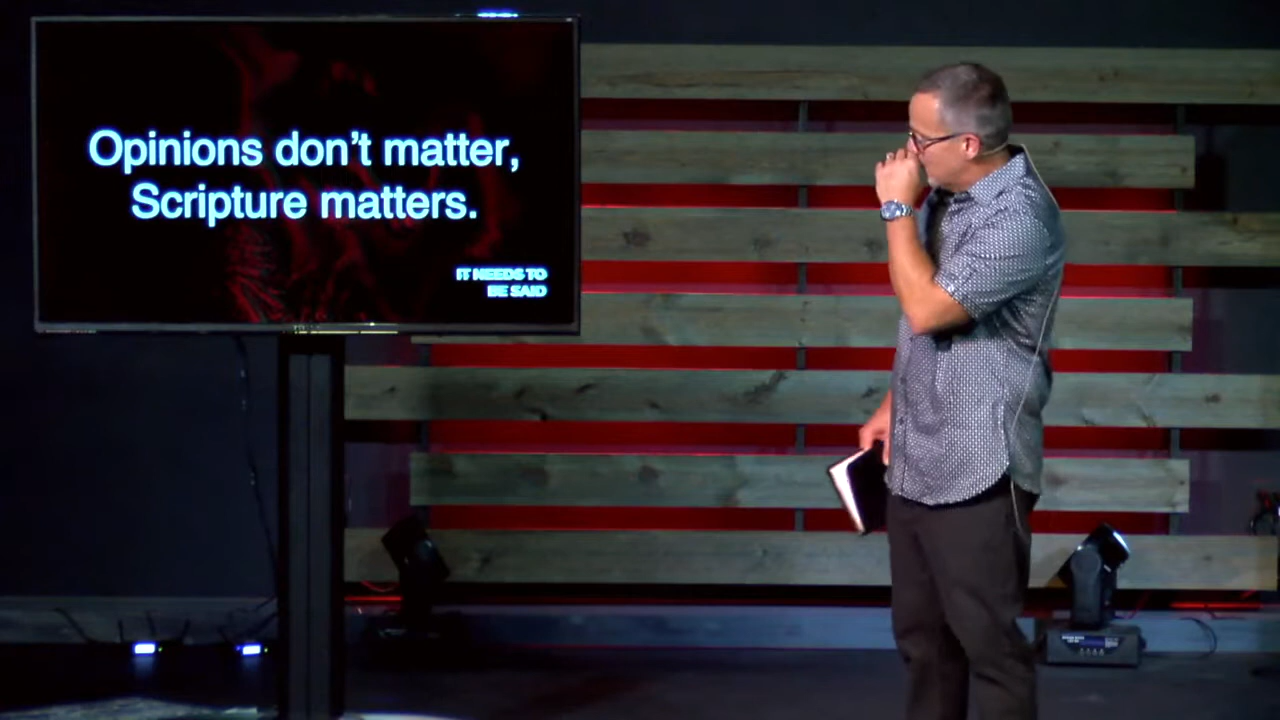 Opinions don't matter,
Scripture matters.
IT NEEDS TO
BE SAID